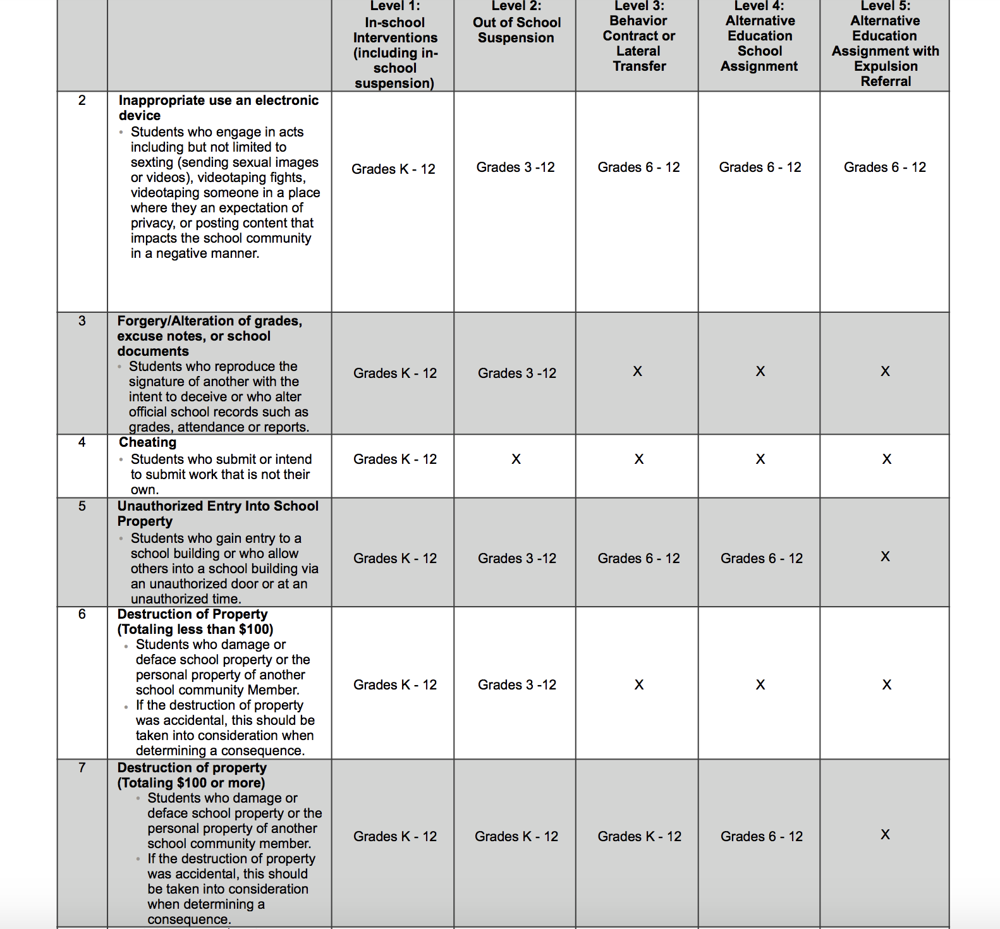 Level 1:
In-school
Interventions
(including in-
school
suspension)
Level 2:
Out of School
Suspension
Level 3:
Behavior
Contract or
Lateral
Transfer
Level 4:
Alternative
Education
School
Assignment
Level 5:
Alternative
Education
Assignment with
Expulsion
Referral
2
Inappropriate use an electronic
device
• Students who engage in acts
including but not limited to
sexting (sending sexual images
or videos), videotaping fights,
videotaping someone in a place
where they an expectation of
privacy, or posting content that
impacts the school community
in a negative manner.
Grades K - 12
Grades 3 -12
Grades 6 - 12
Grades 6 - 12
Grades 6 - 12
3
Forgery/Alteration of grades,
excuse notes, or school
documents
• Students who reproduce the
signature of another with the
intent to deceive or who alter
official school records such as
grades, attendance or reports.
Grades K - 12
Grades 3 -12
X
X
X
4
Cheating
• Students who submit or intend
to submit work that is not their
own.
Grades K - 12
X
X
X
X
5
Unauthorized Entry Into School
Property
• Students who gain entry to a
school building or who allow
others into a school building via
an unauthorized door or at an
unauthorized time.
Grades K - 12
Grades 3 -12
Grades 6 - 12
Grades 6 - 12
X
6
Destruction of Property
(Totaling less than $100)
• Students who damage or
deface school property or the
personal property of another
school community Member.
• If the destruction of property
was accidental, this should be
taken into consideration when
determining a consequence.
Grades K - 12
Grades 3 -12
X
X
X
7
Destruction of property
(Totaling $100 or more)
• Students who damage or
deface school property or the
personal property of another
school community member.
• If the destruction of property
was accidental, this should
be taken into consideration
when determining a
consequence.
Grades K - 12
Grades K - 12
Grades K - 12
Grades 6 - 12
X